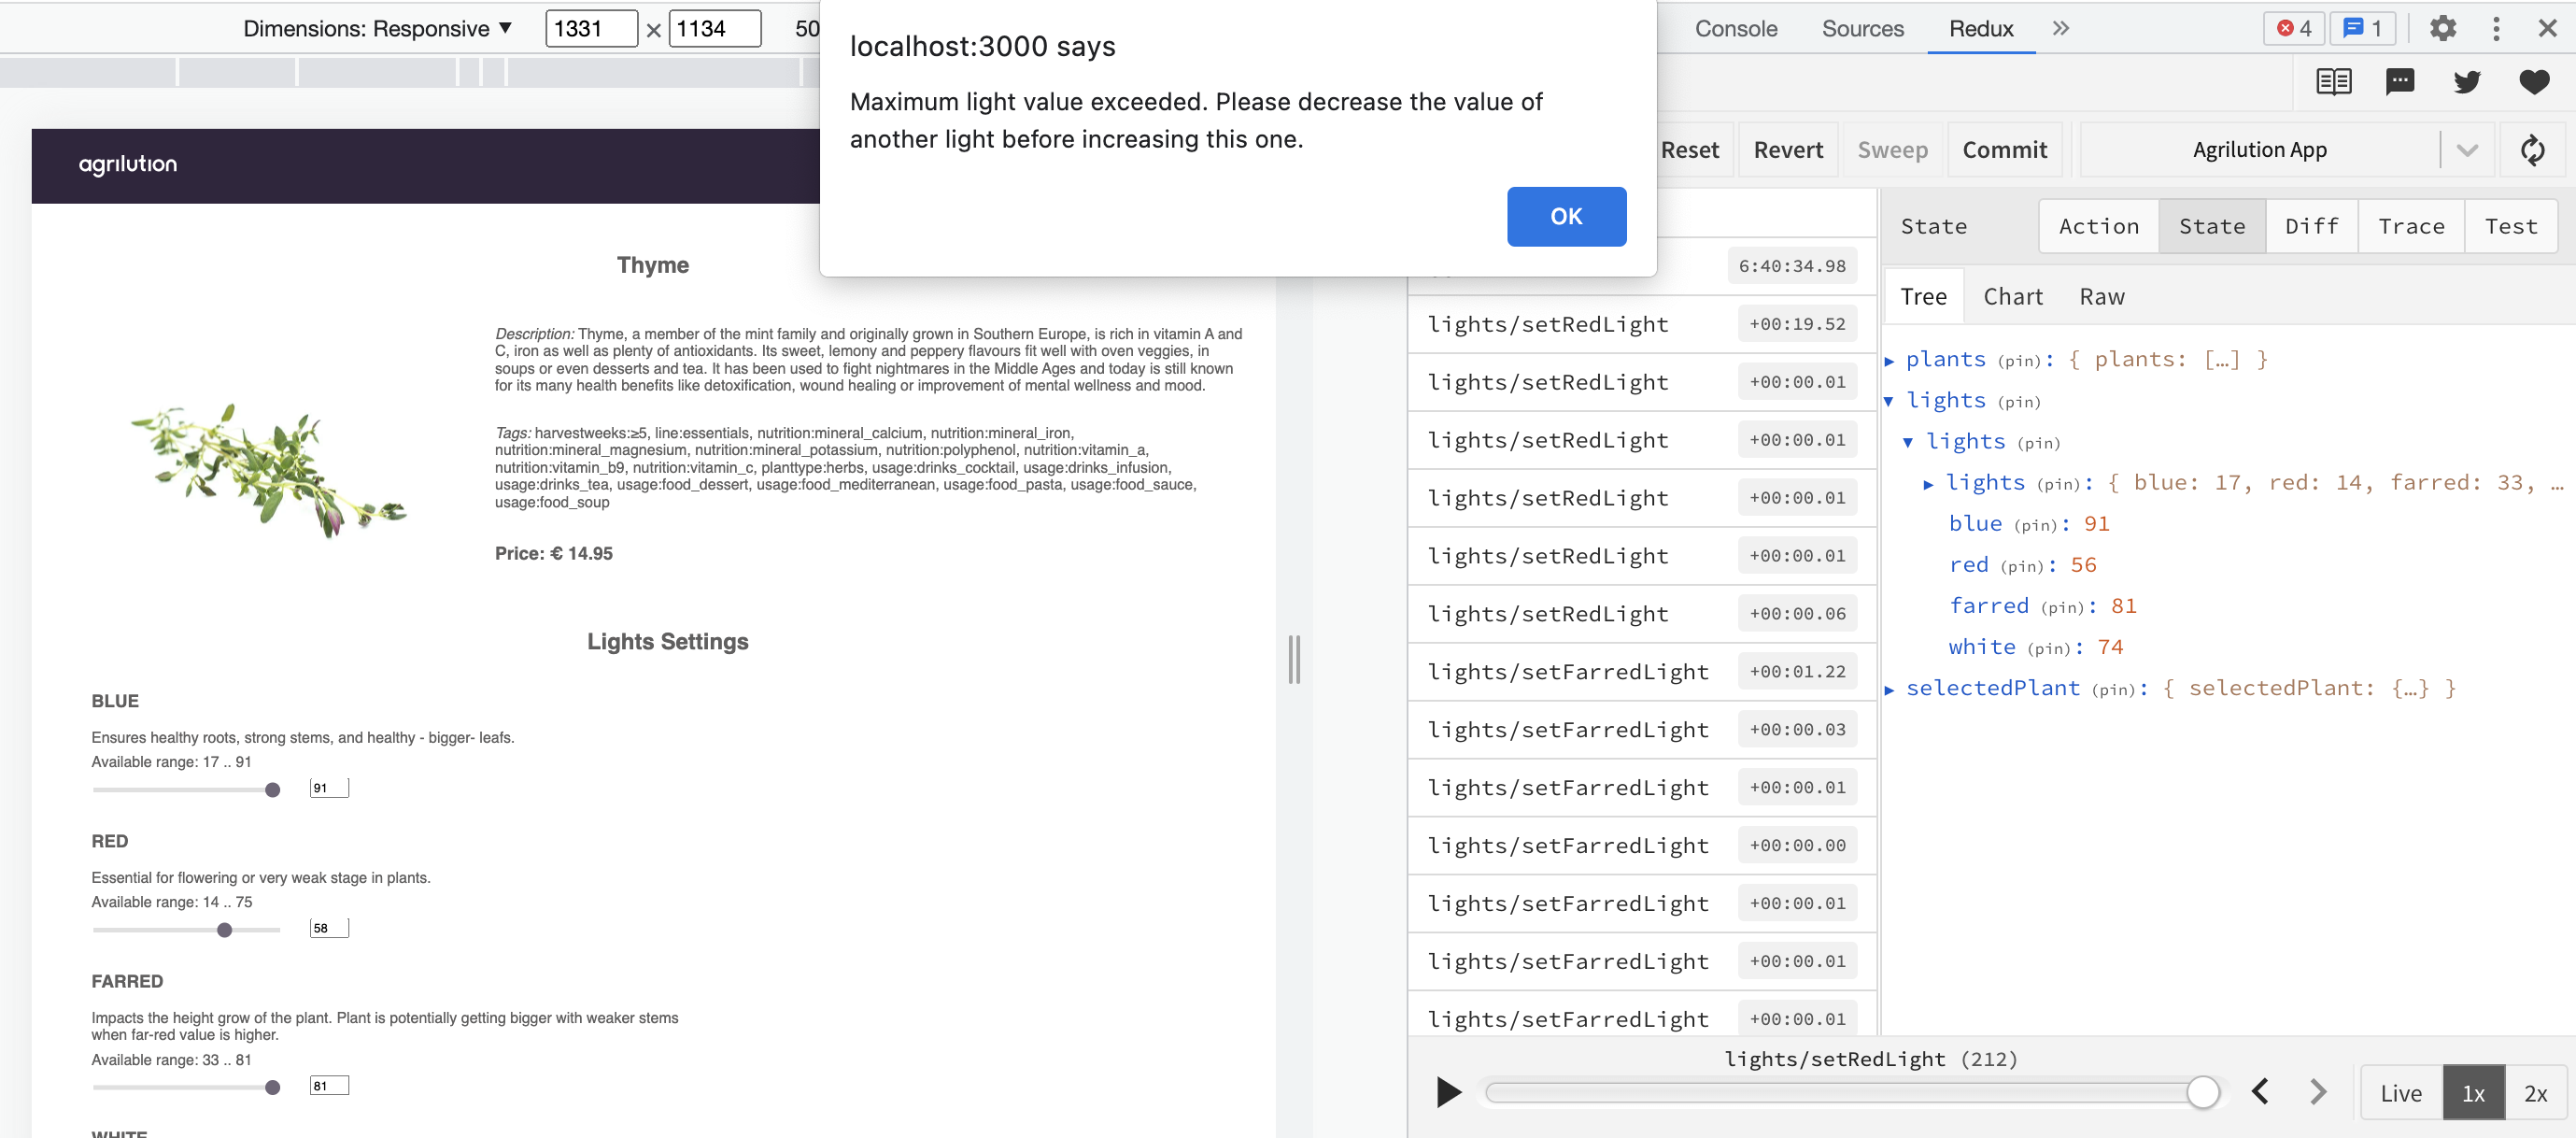 Dimensions: Responsive ▼ 1331 × 1134 50
localhost:3000 says
Maximum light value exceeded. Please decrease the value of
another light before increasing this one.
OK
Console Sources Redux » 4 1
Reset Revert Sweep Commit Agrilution App
agrilution
Thyme
Description: Thyme, a member of the mint family and originally grown in Southern Europe, is rich in vitamin A and
C, iron as well as plenty of antioxidants. Its sweet, lemony and peppery flavours fit well with oven veggies, in
soups or even desserts and tea. It has been used to fight nightmares in the Middle Ages and today is still known
for its many health benefits like detoxification, wound healing or improvement of mental wellness and mood.
Tags: harvestweeks:≥5, line:essentials, nutrition:mineral_calcium, nutrition:mineral_iron,
nutrition:mineral_magnesium, nutrition:mineral_potassium, nutrition:polyphenol, nutrition:vitamin_a,
nutrition:vitamin_b9, nutrition:vitamin_c, planttype:herbs, usage:drinks_cocktail, usage:drinks_infusion,
usage:drinks_tea, usage:food_dessert, usage:food_mediterranean, usage:food_pasta, usage:food_sauce,
usage:food_soup
Price: € 14.95
Lights Settings
BLUE
Ensures healthy roots, strong stems, and healthy - bigger- leafs.
Available range: 17 .. 91
91
RED
Essential for flowering or very weak stage in plants.
Available range: 14 .. 75
58
FARRED
Impacts the height grow of the plant. Plant is potentially getting bigger with weaker stems
when far-red value is higher.
Available range: 33 .. 81
81
WHITE
6:40:34.98
lights/setRedLight +00:19.52
lights/setRedLight +00:00.01
lights/setRedLight +00:00.01
lights/setRedLight +00:00.01
lights/setRedLight +00:00.01
lights/setRedLight +00:00.06
lights/setFarredLight +00:01.22
lights/setFarredLight +00:00.03
lights/setFarredLight +00:00.01
lights/setFarredLight +00:00.00
lights/setFarredLight +00:00.01
lights/setFarredLight +00:00.01
lights/setFarredLight +00:00.01
State Action State Diff Trace Test
Tree Chart Raw
plants (pin): { plants: […] }
lights (pin)
lights (pin)
lights (pin): { blue: 17, red: 14, farred: 33, …
blue (pin): 91
red (pin): 56
farred (pin): 81
white (pin): 74
selectedPlant (pin): { selectedPlant: {…} }
lights/setRedLight (212)
Live 1x 2x